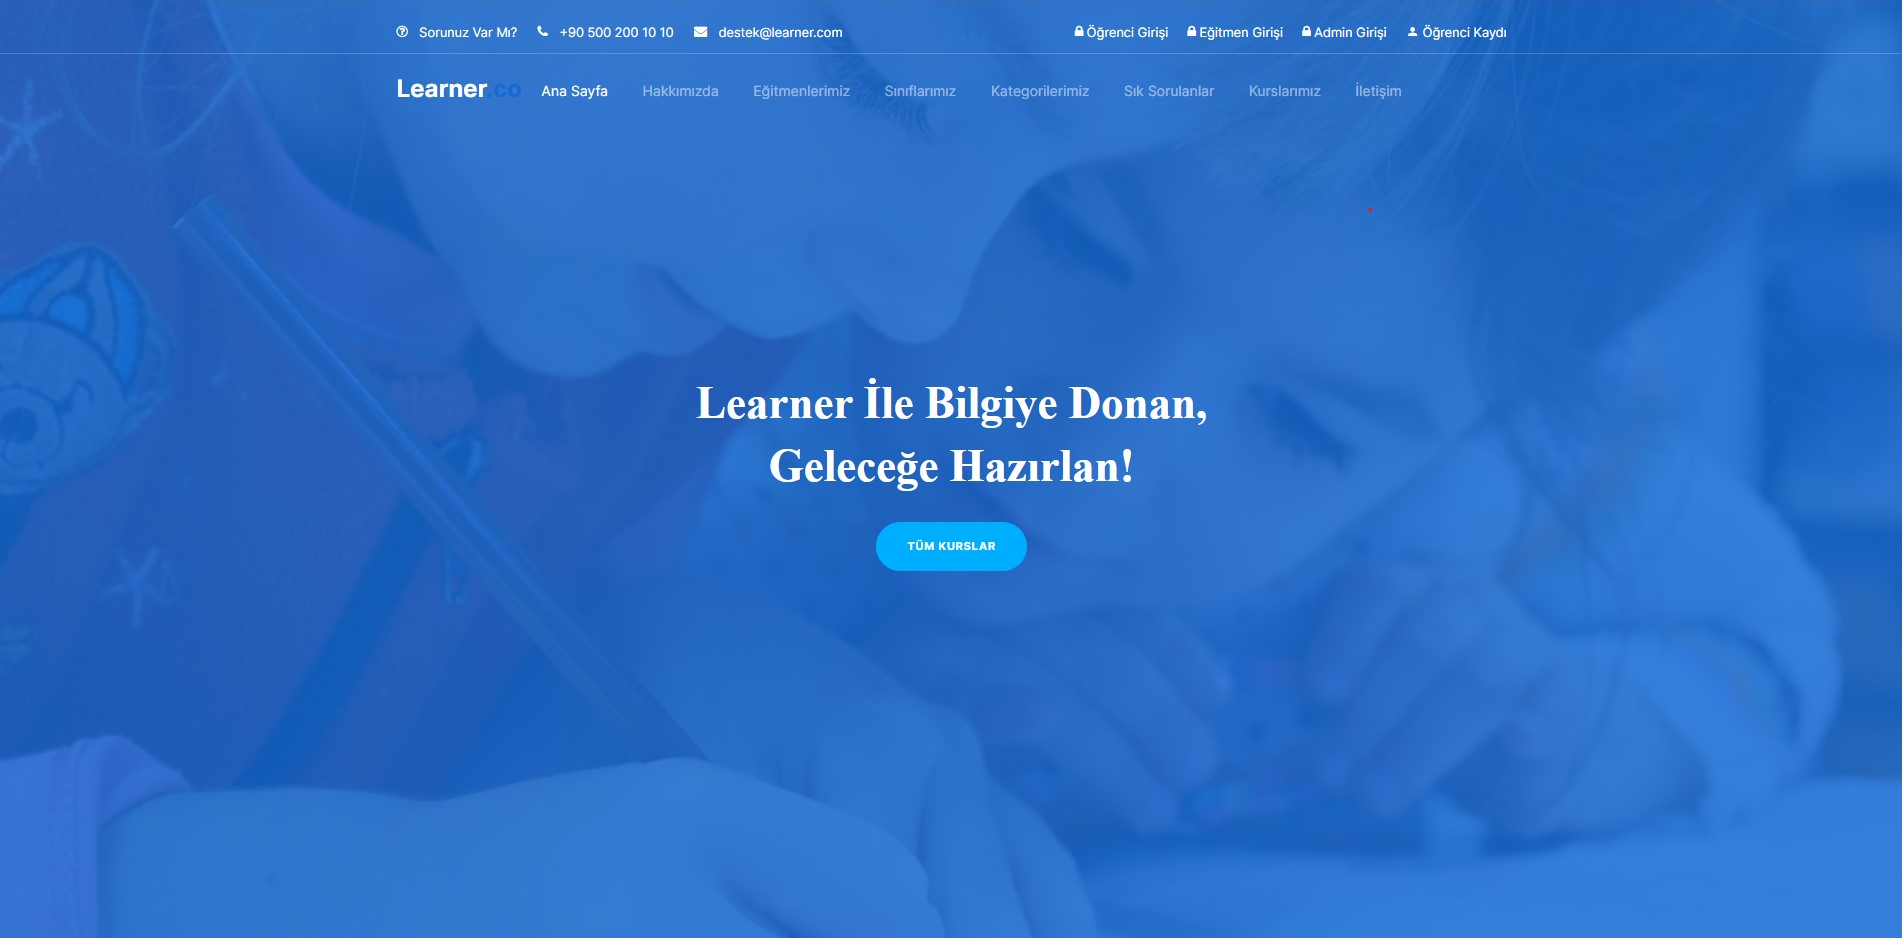 Sorunuz Var Mı? +90 500 200 10 10 destek@learner.com Öğrenci Girişi Eğitmen Girişi Admin Girişi Öğrenci Kaydı
Learner.co Ana Sayfa Hakkımızda Eğitmenlerimiz Sınıflarımız Kategorilerimiz Sık Sorulanlar Kurslarımız İletişim
Learner İle Bilgiye Donan,
Geleceğe Hazırlan!
TÜM KURSLAR